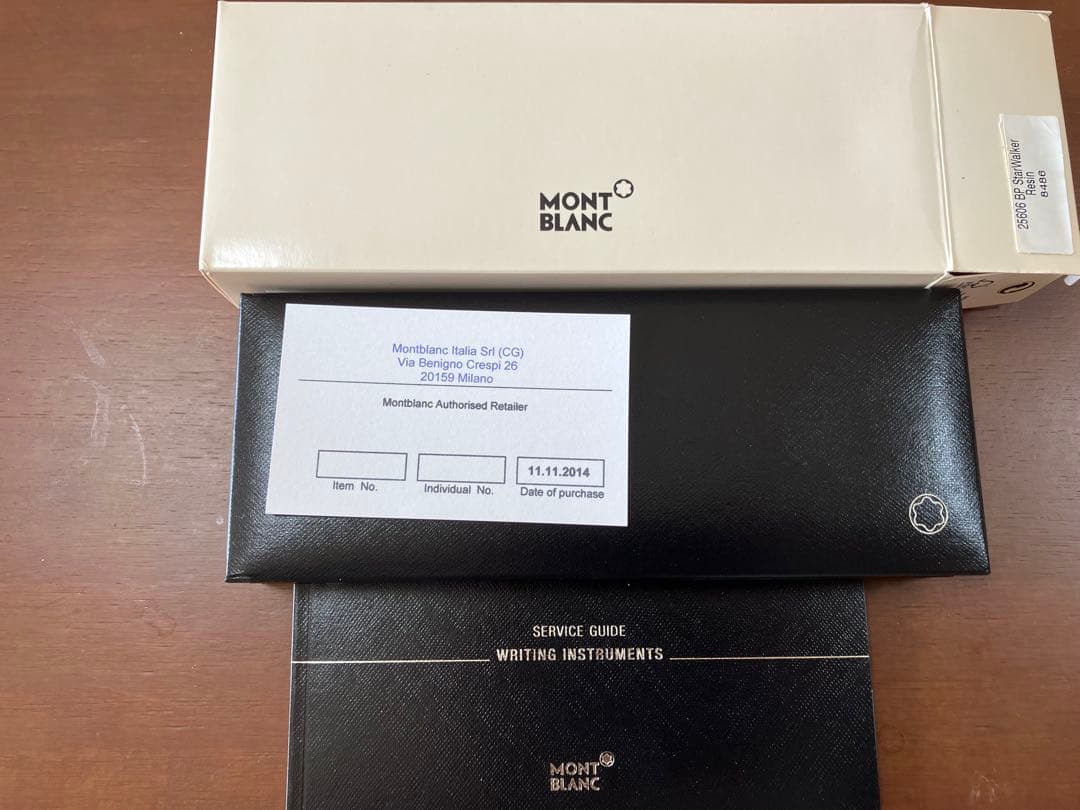 MONT
BLANC
25606 BP StarWalker
Resin
8486
Montblanc Italia Srl (CG)
Via Benigno Crespi 26
20159 Milano
Montblanc Authorised Retailer
11.11.2014
Item No.
Individual No.
Date of purchase
SERVICE GUIDE
WRITING INSTRUMENTS
MONT
BLANC